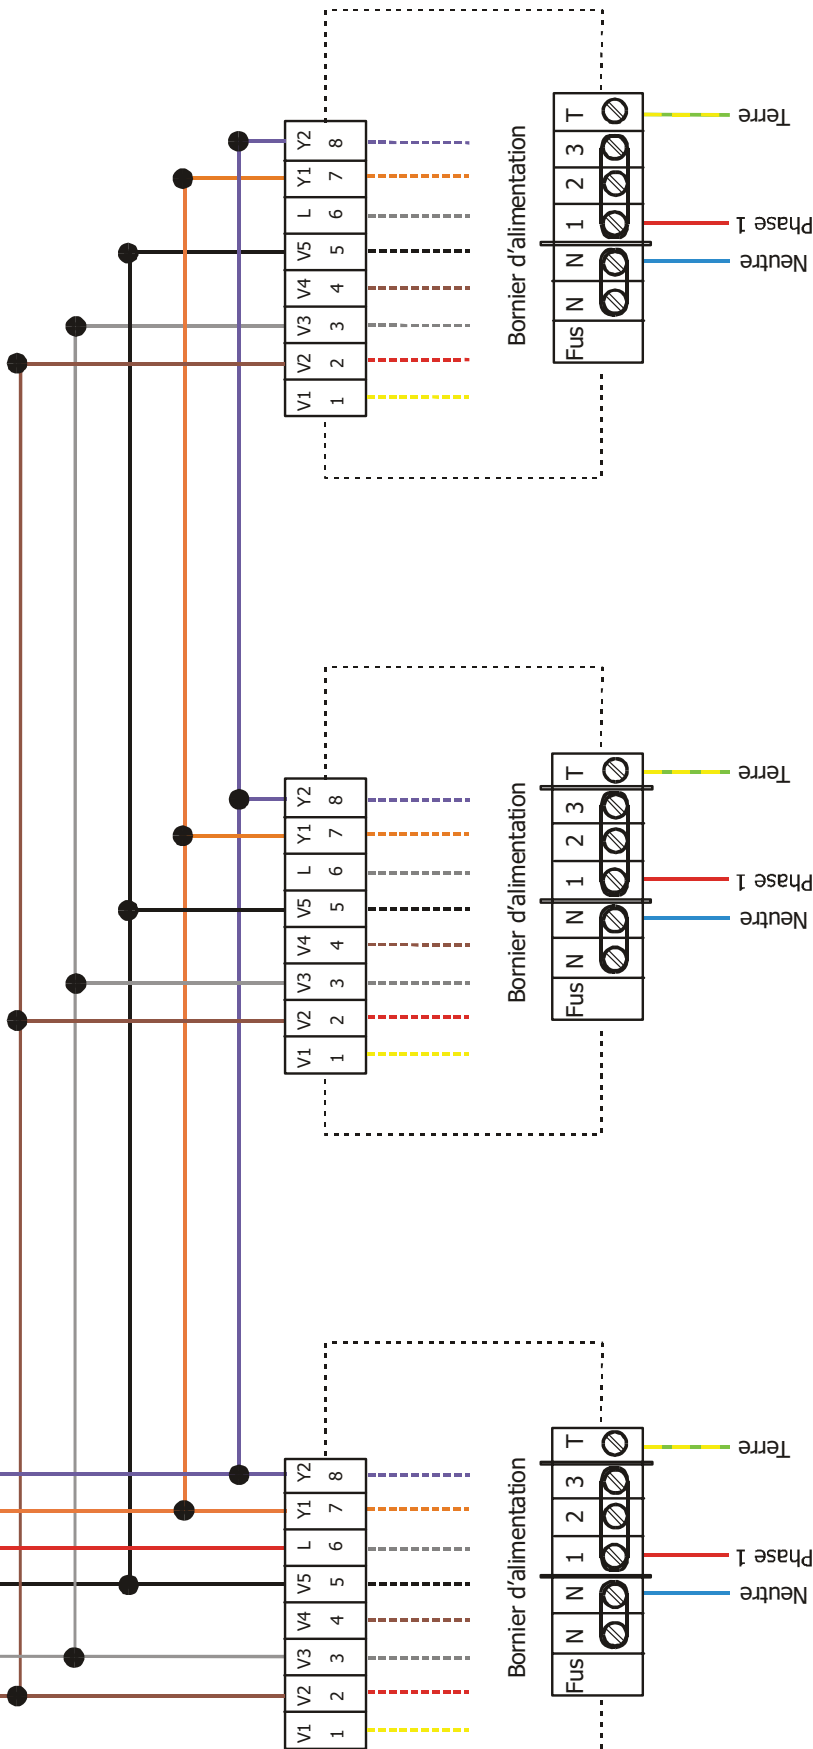 Y2 8
Y1 7
L 6
V5 5
V4 4
V3 3
V2 2
V1 1
Bornier d'alimentation
T
3
2
1
N
N
Fus
Terre
Phase 1
Neutre
Y2 8
Y1 7
L 6
V5 5
V4 4
V3 3
V2 2
V1 1
Bornier d'alimentation
T
3
2
1
N
N
Fus
Terre
Phase 1
Neutre
Y2 8
Y1 7
L 6
V5 5
V4 4
V3 3
V2 2
V1 1
Bornier d'alimentation
T
3
2
1
N
N
Fus
Terre
Phase 1
Neutre